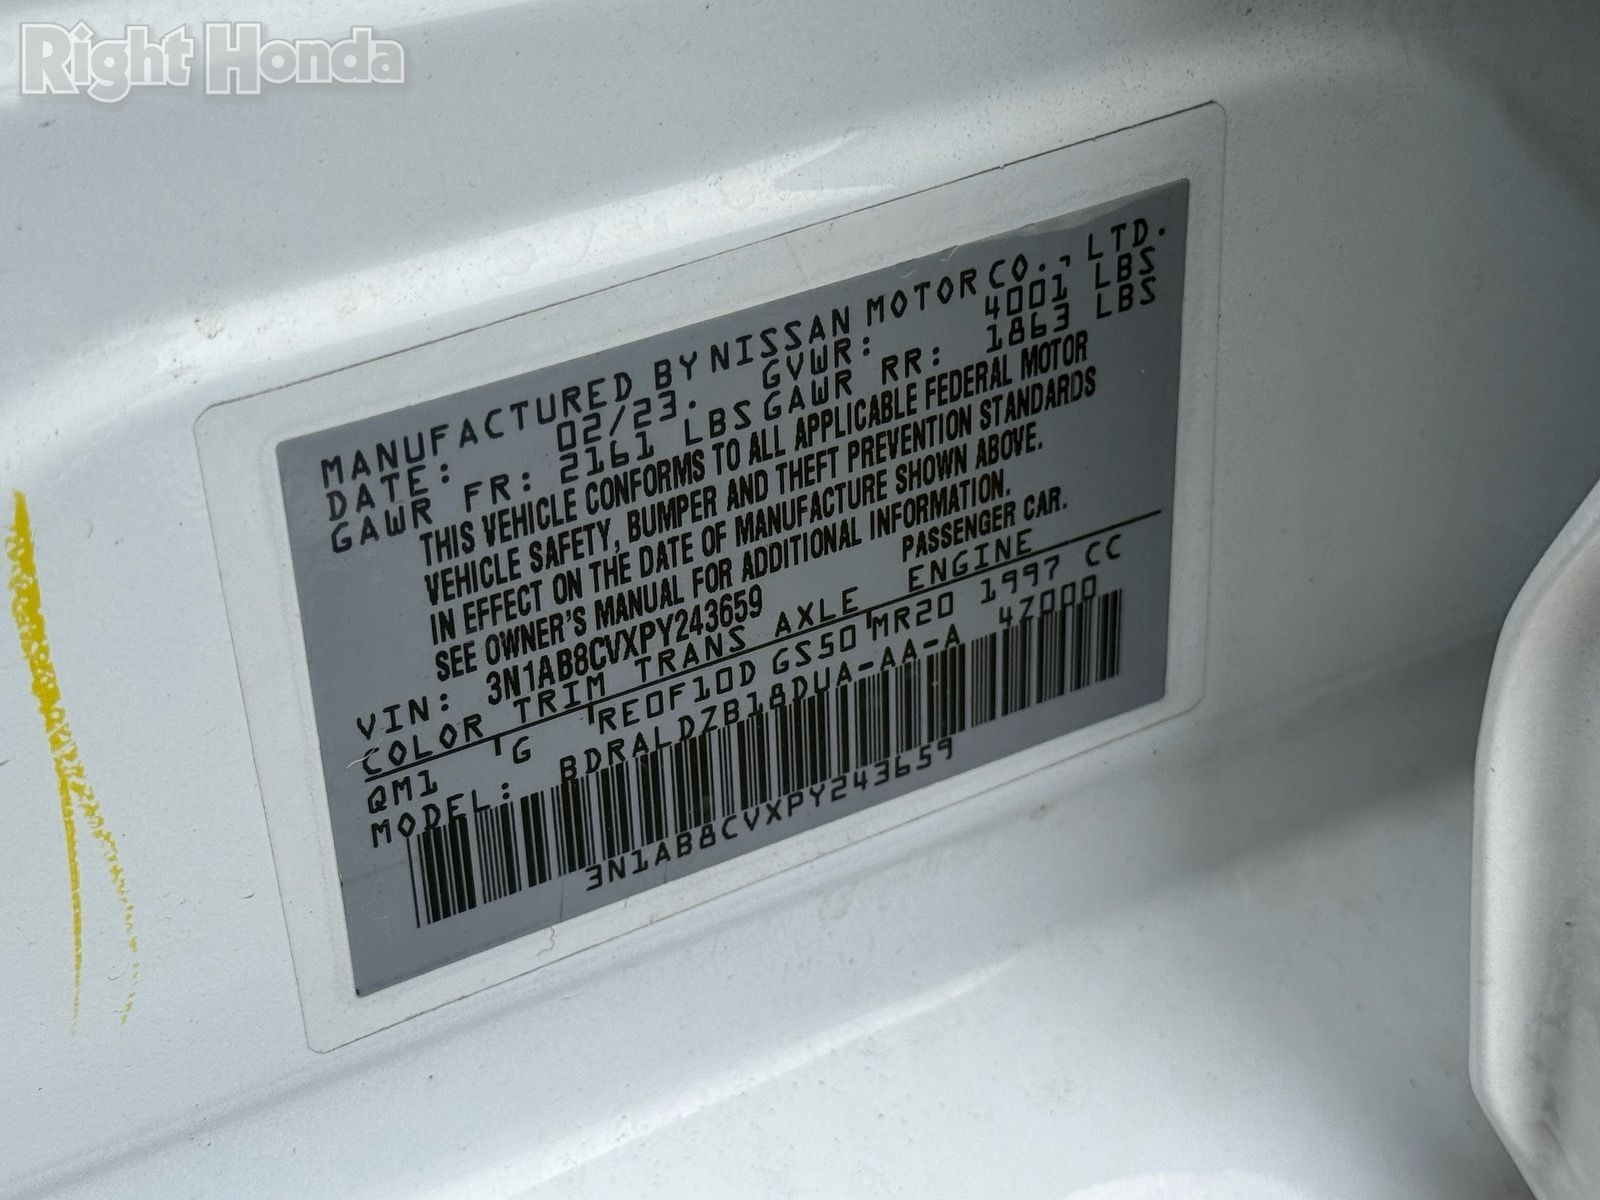 Right Honda
MANUFACTURED BY NISSAN MOTOR CO., LTD.
DATE: 02/23. GVWR: 4001 LBS
GAWR FR: 2161 LBS GAWR RR: 1863 LBS
THIS VEHICLE CONFORMS TO ALL APPLICABLE FEDERAL MOTOR
VEHICLE SAFETY, BUMPER AND THEFT PREVENTION STANDARDS
IN EFFECT ON THE DATE OF MANUFACTURE SHOWN ABOVE.
SEE OWNER'S MANUAL FOR ADDITIONAL INFORMATION.
VIN: 3N1AB8CVXPY243659 PASSENGER CAR.
COLOR TRIM TRANS AXLE ENGINE
QM1 G RE0F10D GS50 MR20 1997 CC
MODEL: BDRALDZB18DUA-AA-A 4Z000
3N1AB8CVXPY243659